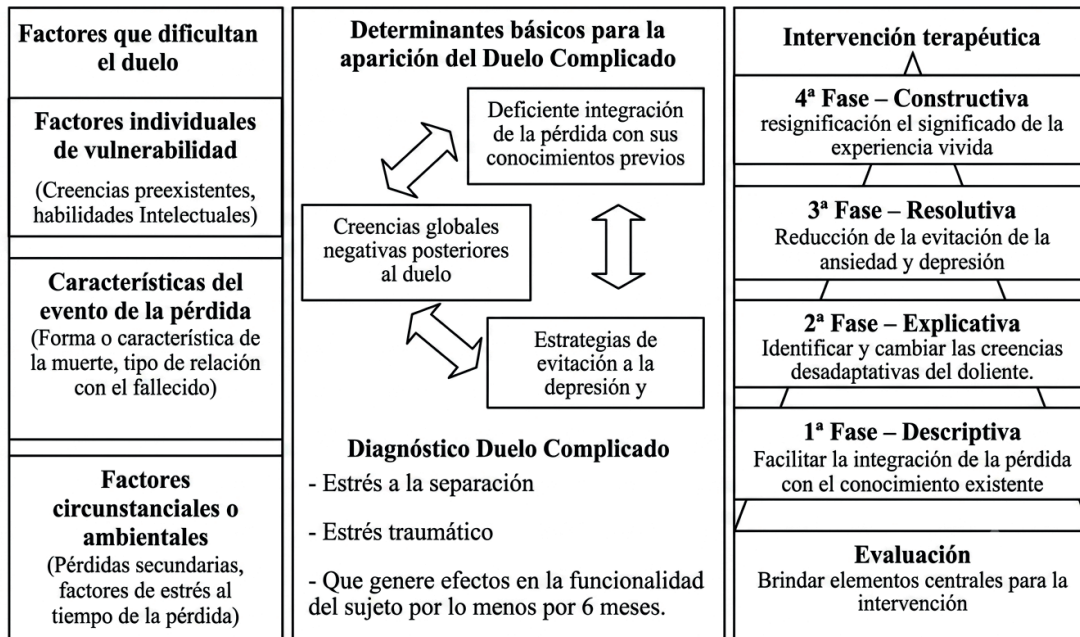 Factores que dificultan
el duelo
Factores individuales
de vulnerabilidad
(Creencias preexistentes,
habilidades Intelectuales)
Características del
evento de la pérdida
(Forma o característica de
la muerte, tipo de relación
con el fallecido)
Factores
circunstanciales o
ambientales
(Pérdidas secundarias,
factores de estrés al
tiempo de la pérdida)
Determinantes básicos para la
aparición del Duelo Complicado
Deficiente integración
de la pérdida con sus
conocimientos previos
Creencias globales
negativas posteriores
al duelo
Estrategias de
evitación a la
depresión y
Diagnóstico Duelo Complicado
- Estrés a la separación
- Estrés traumático
- Que genere efectos en la funcionalidad
del sujeto por lo menos por 6 meses.
Intervención terapéutica
4ª Fase – Constructiva
resignificación el significado de la
experiencia vivida
3ª Fase – Resolutiva
Reducción de la evitación de la
ansiedad y depresión
2ª Fase – Explicativa
Identificar y cambiar las creencias
desadaptativas del doliente.
1ª Fase – Descriptiva
Facilitar la integración de la pérdida
con el conocimiento existente
Evaluación
Brindar elementos centrales para la
intervención